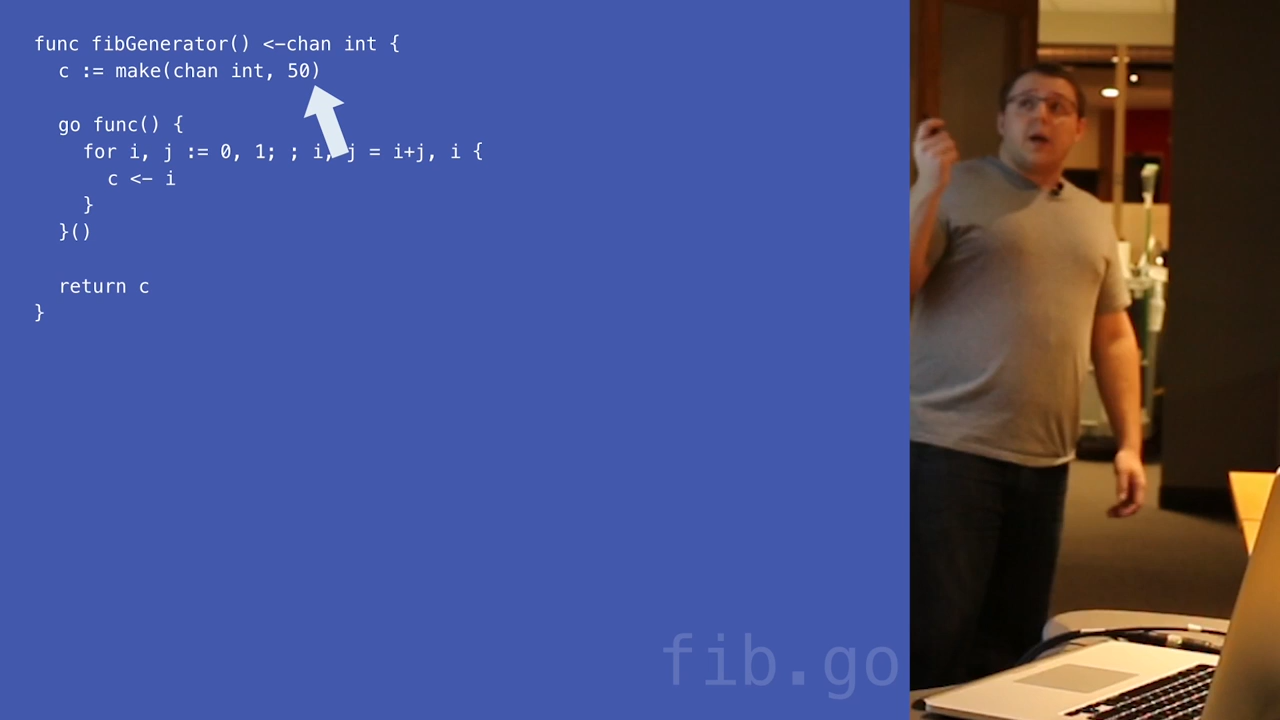 func fibGenerator() <-chan int {
c := make(chan int, 50)
go func() {
for i, j := 0, 1; ; i, j = i+j, i {
c <- i
}
}()
return c
}
fib.go